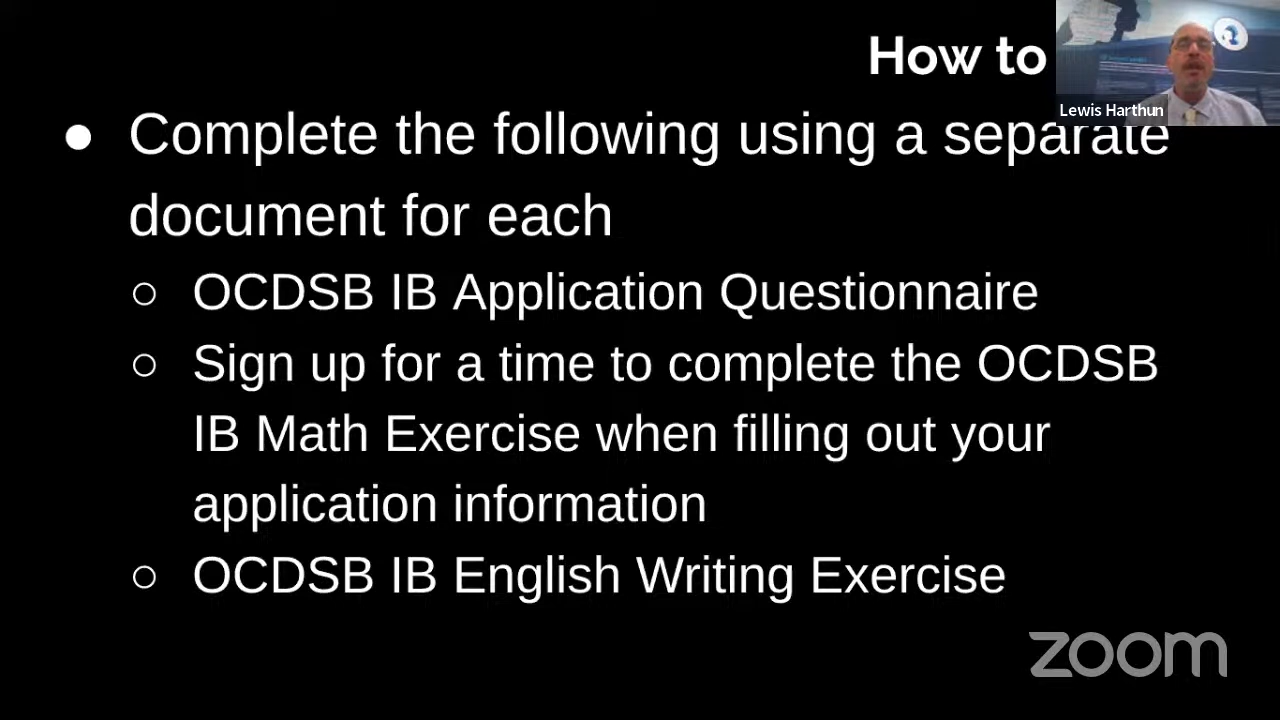 How to
Lewis Harthun
● Complete the following using a separate
document for each
○ OCDSB IB Application Questionnaire
○ Sign up for a time to complete the OCDSB
IB Math Exercise when filling out your
application information
○ OCDSB IB English Writing Exercise
zoom